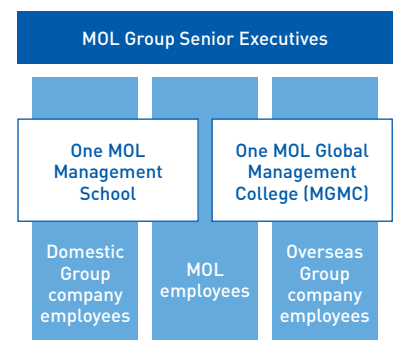 MOL Group Senior Executives
One MOL
Management
School
One MOL Global
Management
College (MGMC)
Domestic
Group
company
employees
MOL
employees
Overseas
Group
company
employees